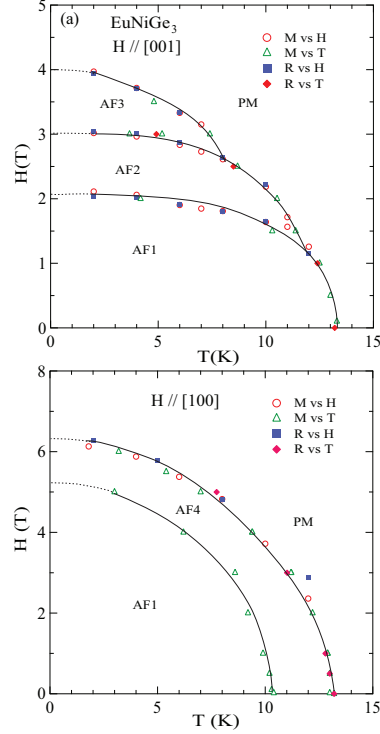 (a)
EuNiGe3
H // [001]
M vs H
M vs T
R vs H
R vs T
AF3
PM
AF2
AF1
H(T)
5
4
3
2
1
0
0
5
10
15
T(K)
H // [100]
M vs H
M vs T
R vs H
R vs T
AF4
PM
AF1
H (T)
6
4
2
0
0
5
10
15
T (K)